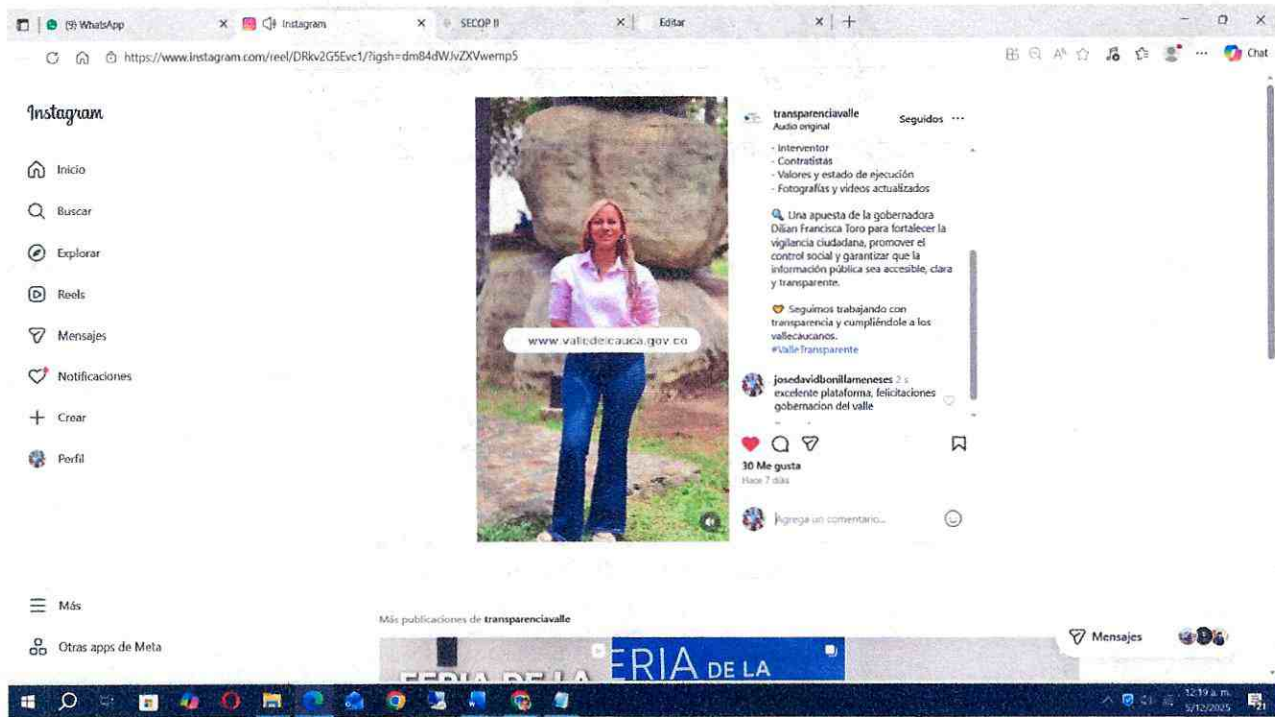 (9) WhatsApp
Instagram
SECOP II
Editar
https://www.instagram.com/reel/DRkv2G5Evc1/?igsh=dm84dWJvZXVwemp5
Chat
Instagram
Inicio
Buscar
Explorar
Reels
Mensajes
Notificaciones
Crear
Perfil
Más
Otras apps de Meta
www.valledelcauca.gov.co
transparenciavalle
Audio original
Seguidos
- Interventor
- Contratistas
- Valores y estado de ejecución
- Fotografías y videos actualizados
Una apuesta de la gobernadora
Dilian Francisca Toro para fortalecer la
vigilancia ciudadana, promover el
control social y garantizar que la
información pública sea accesible, clara
y transparente.
Seguimos trabajando con
transparencia y cumpliéndole a los
vallecaucanos.
#ValleTransparente
josedavidbonillameneses 2 s
excelente plataforma, felicitaciones
gobernacion del valle
30 Me gusta
Hace 7 días
Agrega un comentario...
Más publicaciones de transparenciavalle
FERIA DE LA
FERIA DE LA
Mensajes
12:19 a. m.
5/12/2025